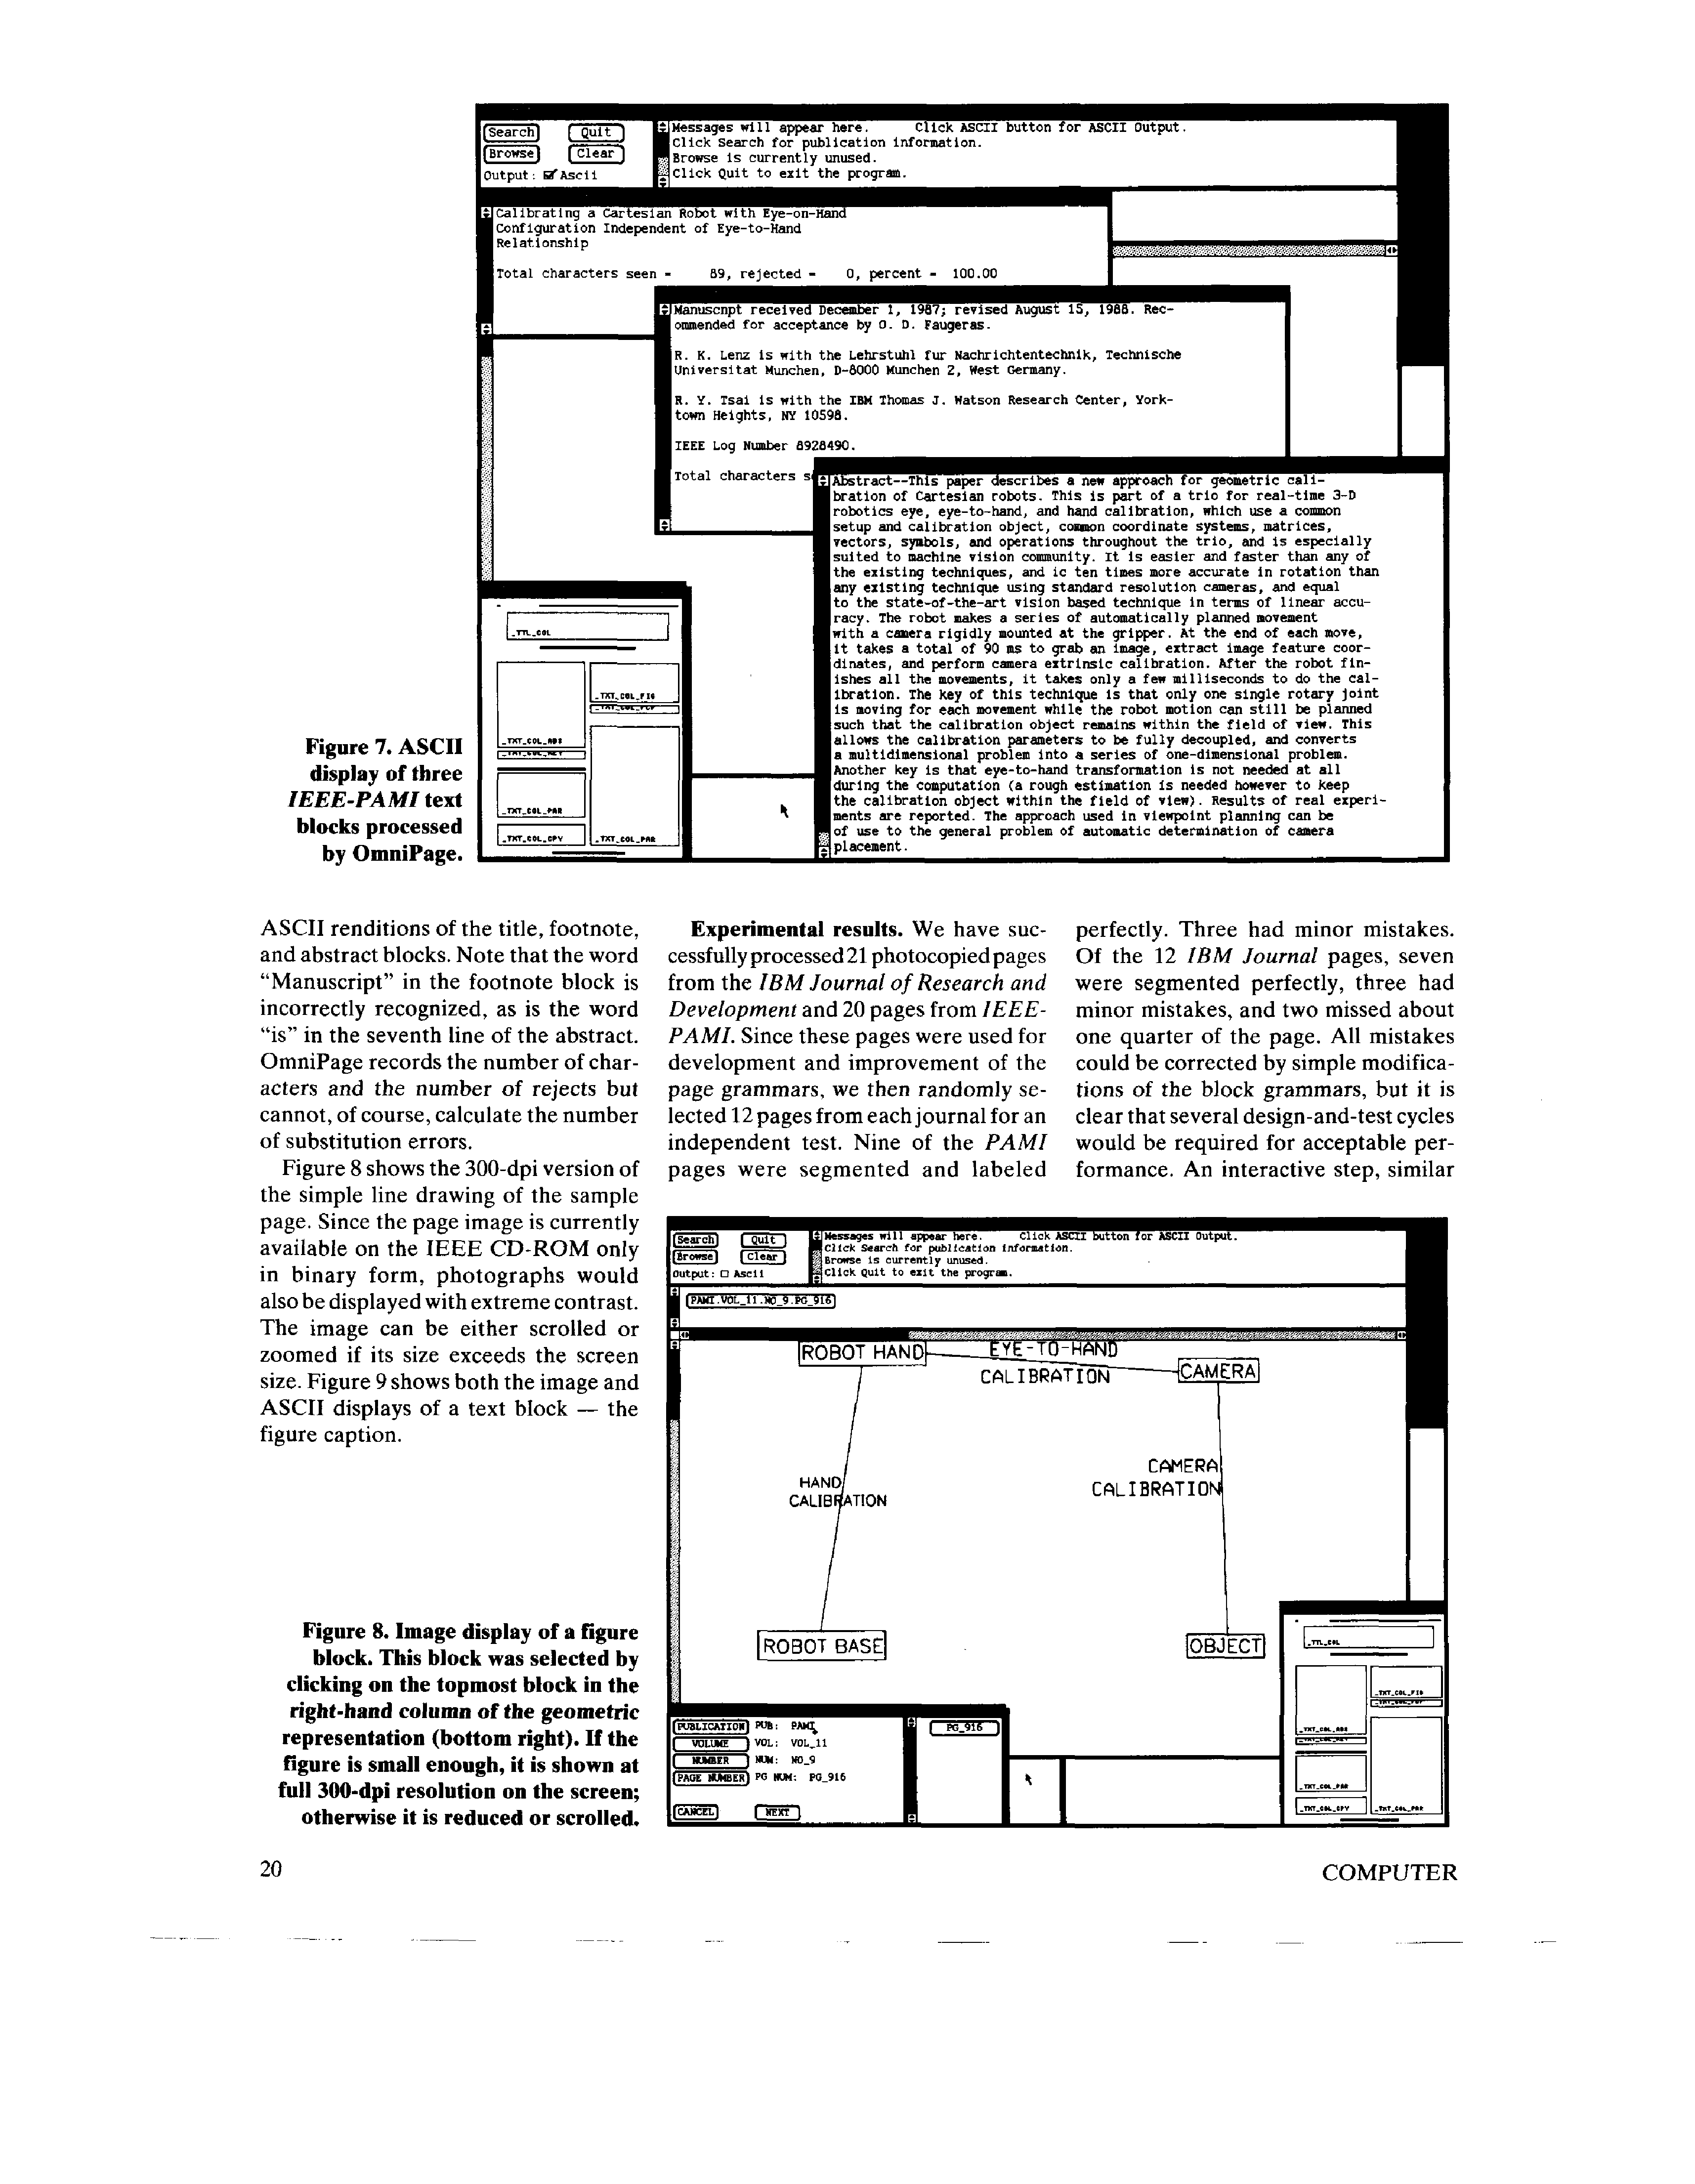 Search Quit
Browse Clear
Output: Ascii
Messages will appear here. Click ASCII button for ASCII Output.
Click Search for publication information.
Browse is currently unused.
Click Quit to exit the program.
Calibrating a Cartesian Robot with Eye-on-Hand
Configuration Independent of Eye-to-Hand
Relationship
Total characters seen - 89, rejected - 0, percent - 100.00
Manuscnpt received December 1, 1987; revised August 15, 1988. Rec-
ommended for acceptance by O. D. Faugeras.
R. K. Lenz is with the Lehrstuhl fur Nachrichtentechnik, Technische
Universitat Munchen, D-8000 Munchen 2, West Germany.
R. Y. Tsai is with the IBM Thomas J. Watson Research Center, York-
town Heights, NY 10598.
IEEE Log Number 8928490.
Total characters s
Abstract--This paper describes a new approach for geometric cali-
bration of Cartesian robots. This is part of a trio for real-time 3-D
robotics eye, eye-to-hand, and hand calibration, which use a common
setup and calibration object, common coordinate systems, matrices,
vectors, symbols, and operations throughout the trio, and is especially
suited to machine vision community. It is easier and faster than any of
the existing techniques, and ic ten times more accurate in rotation than
any existing technique using standard resolution cameras, and equal
to the state-of-the-art vision based technique in terms of linear accu-
racy. The robot makes a series of automatically planned movement
with a camera rigidly mounted at the gripper. At the end of each move,
it takes a total of 90 ms to grab an image, extract image feature coor-
dinates, and perform camera extrinsic calibration. After the robot fin-
ishes all the movements, it takes only a few milliseconds to do the cal-
ibration. The key of this technique is that only one single rotary joint
is moving for each movement while the robot motion can still be planned
such that the calibration object remains within the field of view. This
allows the calibration parameters to be fully decoupled, and converts
a multidimensional problem into a series of one-dimensional problem.
Another key is that eye-to-hand transformation is not needed at all
during the computation (a rough estimation is needed however to keep
the calibration object within the field of view). Results of real experi-
ments are reported. The approach used in viewpoint planning can be
of use to the general problem of automatic determination of camera
placement.
_TTL_COL
_TXT_COL_FIG
_TXT_COL_ABS
_TXT_COL_PAR
_TXT_COL_CPY
_TXT_COL_PAR
Figure 7. ASCII
display of three
IEEE-PAMI text
blocks processed
by OmniPage.
ASCII renditions of the title, footnote,
and abstract blocks. Note that the word
“Manuscript” in the footnote block is
incorrectly recognized, as is the word
“is” in the seventh line of the abstract.
OmniPage records the number of char-
acters and the number of rejects but
cannot, of course, calculate the number
of substitution errors.
Figure 8 shows the 300-dpi version of
the simple line drawing of the sample
page. Since the page image is currently
available on the IEEE CD-ROM only
in binary form, photographs would
also be displayed with extreme contrast.
The image can be either scrolled or
zoomed if its size exceeds the screen
size. Figure 9 shows both the image and
ASCII displays of a text block — the
figure caption.
Experimental results. We have suc-
cessfully processed 21 photocopied pages
from the IBM Journal of Research and
Development and 20 pages from IEEE-
PAMI. Since these pages were used for
development and improvement of the
page grammars, we then randomly se-
lected 12 pages from each journal for an
independent test. Nine of the PAMI
pages were segmented and labeled
perfectly. Three had minor mistakes.
Of the 12 IBM Journal pages, seven
were segmented perfectly, three had
minor mistakes, and two missed about
one quarter of the page. All mistakes
could be corrected by simple modifica-
tions of the block grammars, but it is
clear that several design-and-test cycles
would be required for acceptable per-
formance. An interactive step, similar
Search Quit
Browse Clear
Output: Ascii
Messages will appear here. Click ASCII button for ASCII Output.
Click Search for publication information.
Browse is currently unused.
Click Quit to exit the program.
PAMI.VOL_11.NO_9.PG_916
ROBOT HAND
EYE-TO-HAND
CALIBRATION
CAMERA
HAND
CALIBRATION
CAMERA
CALIBRATION
ROBOT BASE
OBJECT
PUBLICATION PUB: PAMI
VOLUME VOL: VOL_11
NUMBER NUM: NO_9
PAGE NUMBER PG NUM: PG_916
CANCEL NEXT
PG_916
_TTL_COL
_TXT_COL_FIG
_TXT_COL_ABS
_TXT_COL_PAR
_TXT_COL_CPY
_TXT_COL_PAR
Figure 8. Image display of a figure
block. This block was selected by
clicking on the topmost block in the
right-hand column of the geometric
representation (bottom right). If the
figure is small enough, it is shown at
full 300-dpi resolution on the screen;
otherwise it is reduced or scrolled.
20
COMPUTER